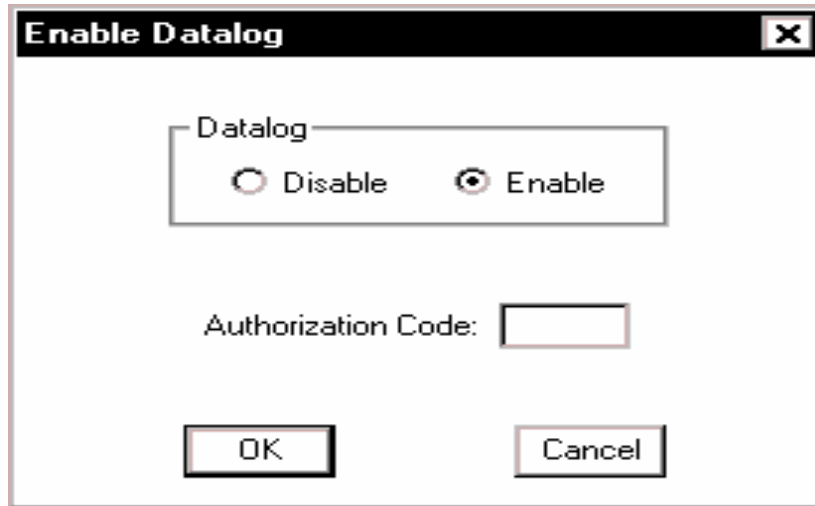 Enable Datalog
Datalog
Disable Enable
Authorization Code:
OK Cancel